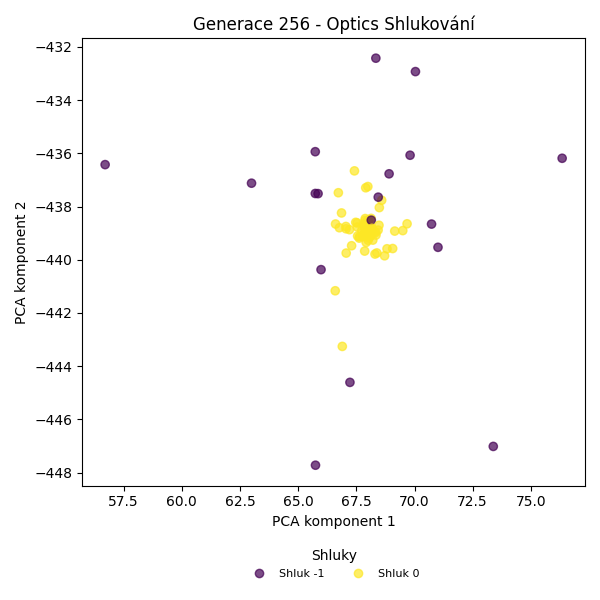 Generace 256 - Optics Shlukování
−432
−434
−436
−438
−440
−442
−444
−446
−448
PCA komponent 2
57.5 60.0 62.5 65.0 67.5 70.0 72.5 75.0
PCA komponent 1
Shluky
Shluk -1 Shluk 0